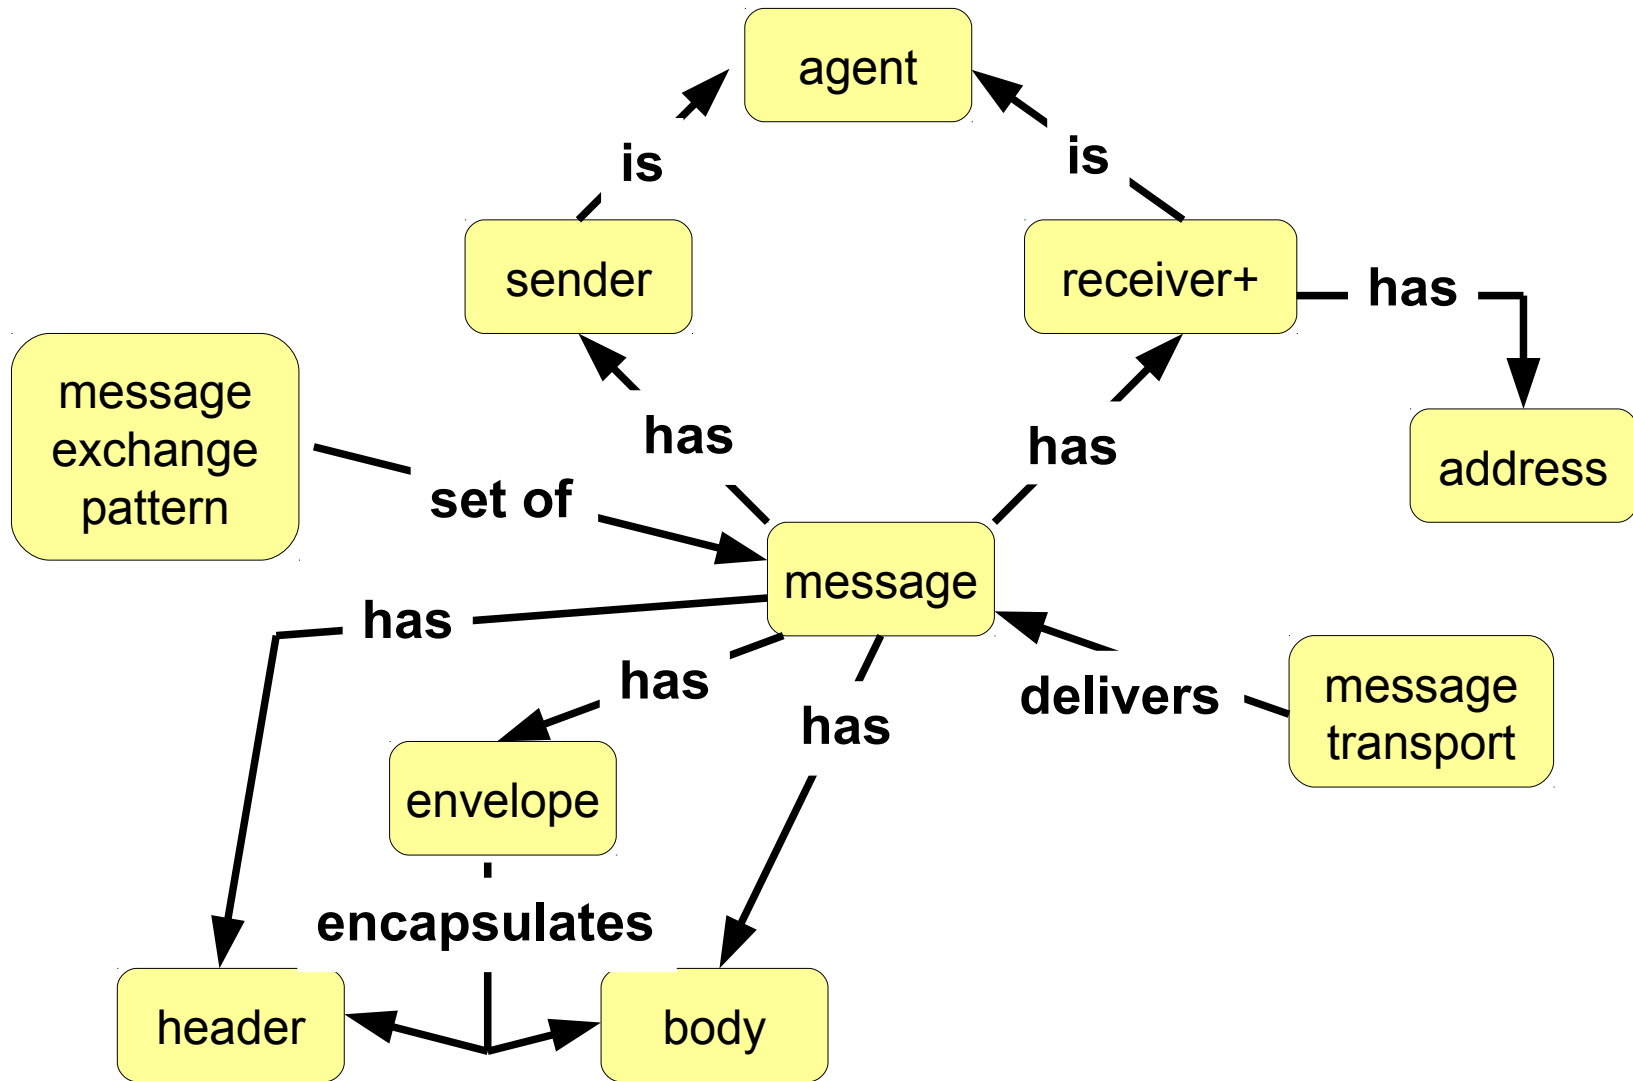 agent
is
is
sender
receiver+
has
message
exchange
pattern
has
has
address
set of
message
has
has
delivers
message
transport
has
envelope
encapsulates
header
body